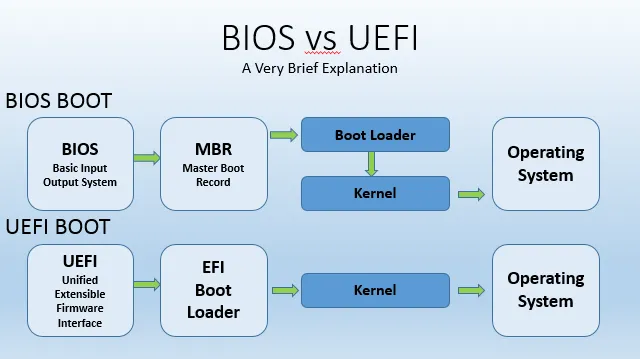 BIOS vs UEFI
A Very Brief Explanation
BIOS BOOT
BIOS
Basic Input
Output System
MBR
Master Boot
Record
Boot Loader
Kernel
Operating
System
UEFI BOOT
UEFI
Unified
Extensible
Firmware
Interface
EFI
Boot
Loader
Kernel
Operating
System